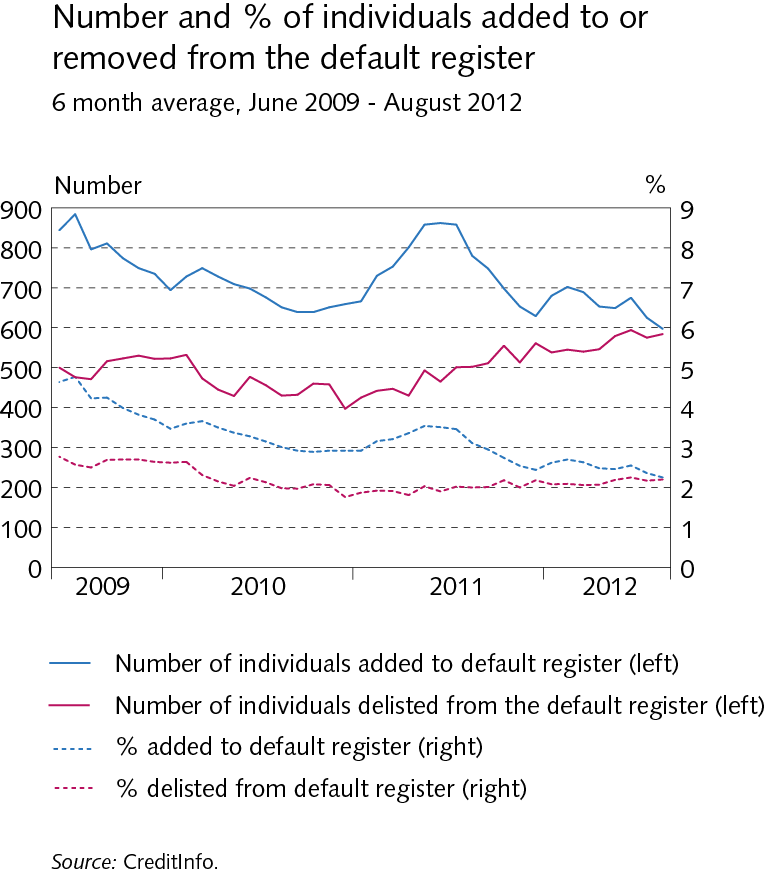 Number and % of individuals added to or
removed from the default register
6 month average, June 2009 - August 2012
Number %
900 9
800 8
700 7
600 6
500 5
400 4
300 3
200 2
100 1
0 0
2009 2010 2011 2012
Number of individuals added to default register (left)
Number of individuals delisted from the default register (left)
% added to default register (right)
% delisted from default register (right)
Source: CreditInfo.